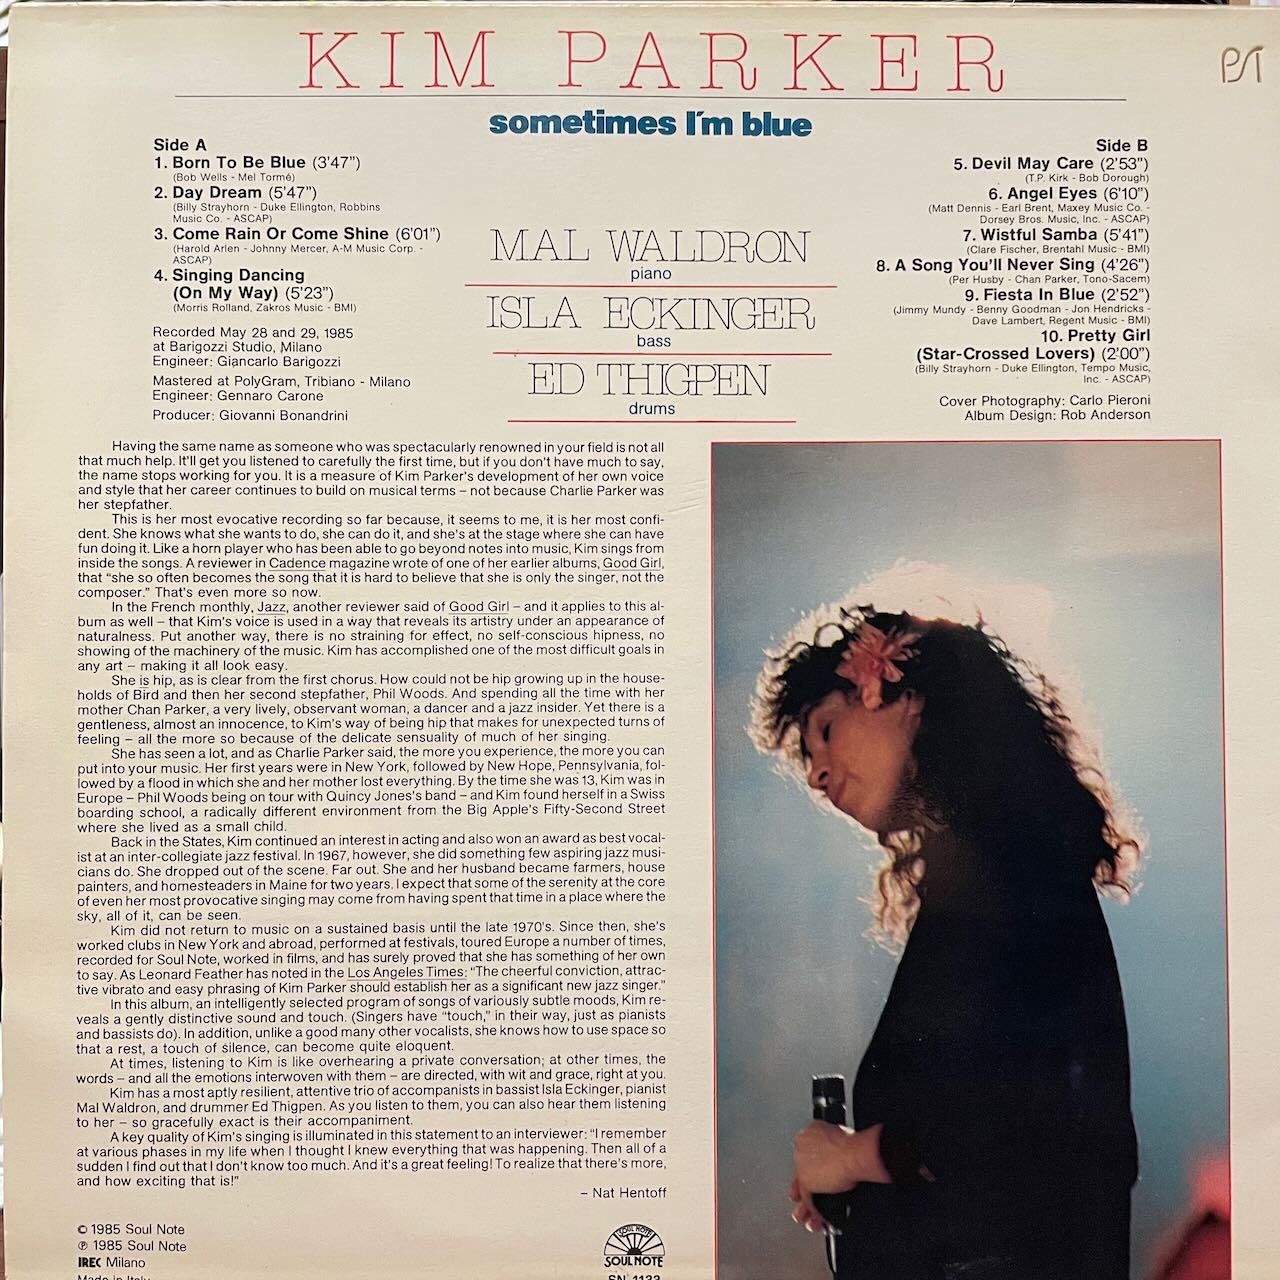 KIM PARKER
sometimes I'm blue
Side A
1. Born To Be Blue (3'47")
(Bob Wells - Mel Tormé)
2. Day Dream (5'47")
(Billy Strayhorn - Duke Ellington, Robbins
Music Co. - ASCAP)
3. Come Rain Or Come Shine (6'01")
(Harold Arlen - Johnny Mercer, A-M Music Corp. -
ASCAP)
4. Singing Dancing
(On My Way) (5'23")
(Morris Rolland, Zakros Music - BMI)
Recorded May 28 and 29, 1985
at Barigozzi Studio, Milano
Engineer: Giancarlo Barigozzi
Mastered at PolyGram, Tribiano - Milano
Engineer: Gennaro Carone
Producer: Giovanni Bonandrini
MAL WALDRON
piano
ISLA ECKINGER
bass
ED THIGPEN
drums
Side B
5. Devil May Care (2'53")
(T.P. Kirk - Bob Dorough)
6. Angel Eyes (6'10")
(Matt Dennis - Earl Brent, Maxey Music Co. -
Dorsey Bros. Music, Inc. - ASCAP)
7. Wistful Samba (5'41")
(Clare Fischer, Brentahl Music - BMI)
8. A Song You'll Never Sing (4'26")
(Per Husby - Chan Parker, Tono-Sacem)
9. Fiesta In Blue (2'52")
(Jimmy Mundy - Benny Goodman - Jon Hendricks -
Dave Lambert, Regent Music - BMI)
10. Pretty Girl
(Star-Crossed Lovers) (2'00")
(Billy Strayhorn - Duke Ellington, Tempo Music,
Inc. - ASCAP)
Cover Photography: Carlo Pieroni
Album Design: Rob Anderson
Having the same name as someone who was spectacularly renowned in your field is not all
that much help. It'll get you listened to carefully the first time, but if you don't have much to say,
the name stops working for you. It is a measure of Kim Parker's development of her own voice
and style that her career continues to build on musical terms – not because Charlie Parker was
her stepfather.
This is her most evocative recording so far because, it seems to me, it is her most confi-
dent. She knows what she wants to do, she can do it, and she's at the stage where she can have
fun doing it. Like a horn player who has been able to go beyond notes into music, Kim sings from
inside the songs. A reviewer in Cadence magazine wrote of one of her earlier albums, Good Girl,
that "she so often becomes the song that it is hard to believe that she is only the singer, not the
composer." That's even more so now.
In the French monthly, Jazz, another reviewer said of Good Girl – and it applies to this al-
bum as well – that Kim's voice is used in a way that reveals its artistry under an appearance of
naturalness. Put another way, there is no straining for effect, no self-conscious hipness, no
showing of the machinery of the music. Kim has accomplished one of the most difficult goals in
any art – making it all look easy.
She is hip, as is clear from the first chorus. How could not be hip growing up in the house-
holds of Bird and then her second stepfather, Phil Woods. And spending all the time with her
mother Chan Parker, a very lively, observant woman, a dancer and a jazz insider. Yet there is a
gentleness, almost an innocence, to Kim's way of being hip that makes for unexpected turns of
feeling – all the more so because of the delicate sensuality of much of her singing.
She has seen a lot, and as Charlie Parker said, the more you experience, the more you can
put into your music. Her first years were in New York, followed by New Hope, Pennsylvania, fol-
lowed by a flood in which she and her mother lost everything. By the time she was 13, Kim was in
Europe – Phil Woods being on tour with Quincy Jones's band – and Kim found herself in a Swiss
boarding school, a radically different environment from the Big Apple's Fifty-Second Street
where she lived as a small child.
Back in the States, Kim continued an interest in acting and also won an award as best vocal-
ist at an inter-collegiate jazz festival. In 1967, however, she did something few aspiring jazz musi-
cians do. She dropped out of the scene. Far out. She and her husband became farmers, house
painters, and homesteaders in Maine for two years. I expect that some of the serenity at the core
of even her most provocative singing may come from having spent that time in a place where the
sky, all of it, can be seen.
Kim did not return to music on a sustained basis until the late 1970's. Since then, she's
worked clubs in New York and abroad, performed at festivals, toured Europe a number of times,
recorded for Soul Note, worked in films, and has surely proved that she has something of her own
to say. As Leonard Feather has noted in the Los Angeles Times: "The cheerful conviction, attrac-
tive vibrato and easy phrasing of Kim Parker should establish her as a significant new jazz singer."
In this album, an intelligently selected program of songs of variously subtle moods, Kim re-
veals a gently distinctive sound and touch. (Singers have "touch," in their way, just as pianists
and bassists do). In addition, unlike a good many other vocalists, she knows how to use space so
that a rest, a touch of silence, can become quite eloquent.
At times, listening to Kim is like overhearing a private conversation; at other times, the
words – and all the emotions interwoven with them – are directed, with wit and grace, right at you.
Kim has a most aptly resilient, attentive trio of accompanists in bassist Isla Eckinger, pianist
Mal Waldron, and drummer Ed Thigpen. As you listen to them, you can also hear them listening
to her – so gracefully exact is their accompaniment.
A key quality of Kim's singing is illuminated in this statement to an interviewer: "I remember
at various phases in my life when I thought I knew everything that was happening. Then all of a
sudden I find out that I don't know too much. And it's a great feeling! To realize that there's more,
and how exciting that is!"
– Nat Hentoff
© 1985 Soul Note
℗ 1985 Soul Note
IREC Milano
Made in Italy
SOUL NOTE
SOUL NOTE
SN 1133